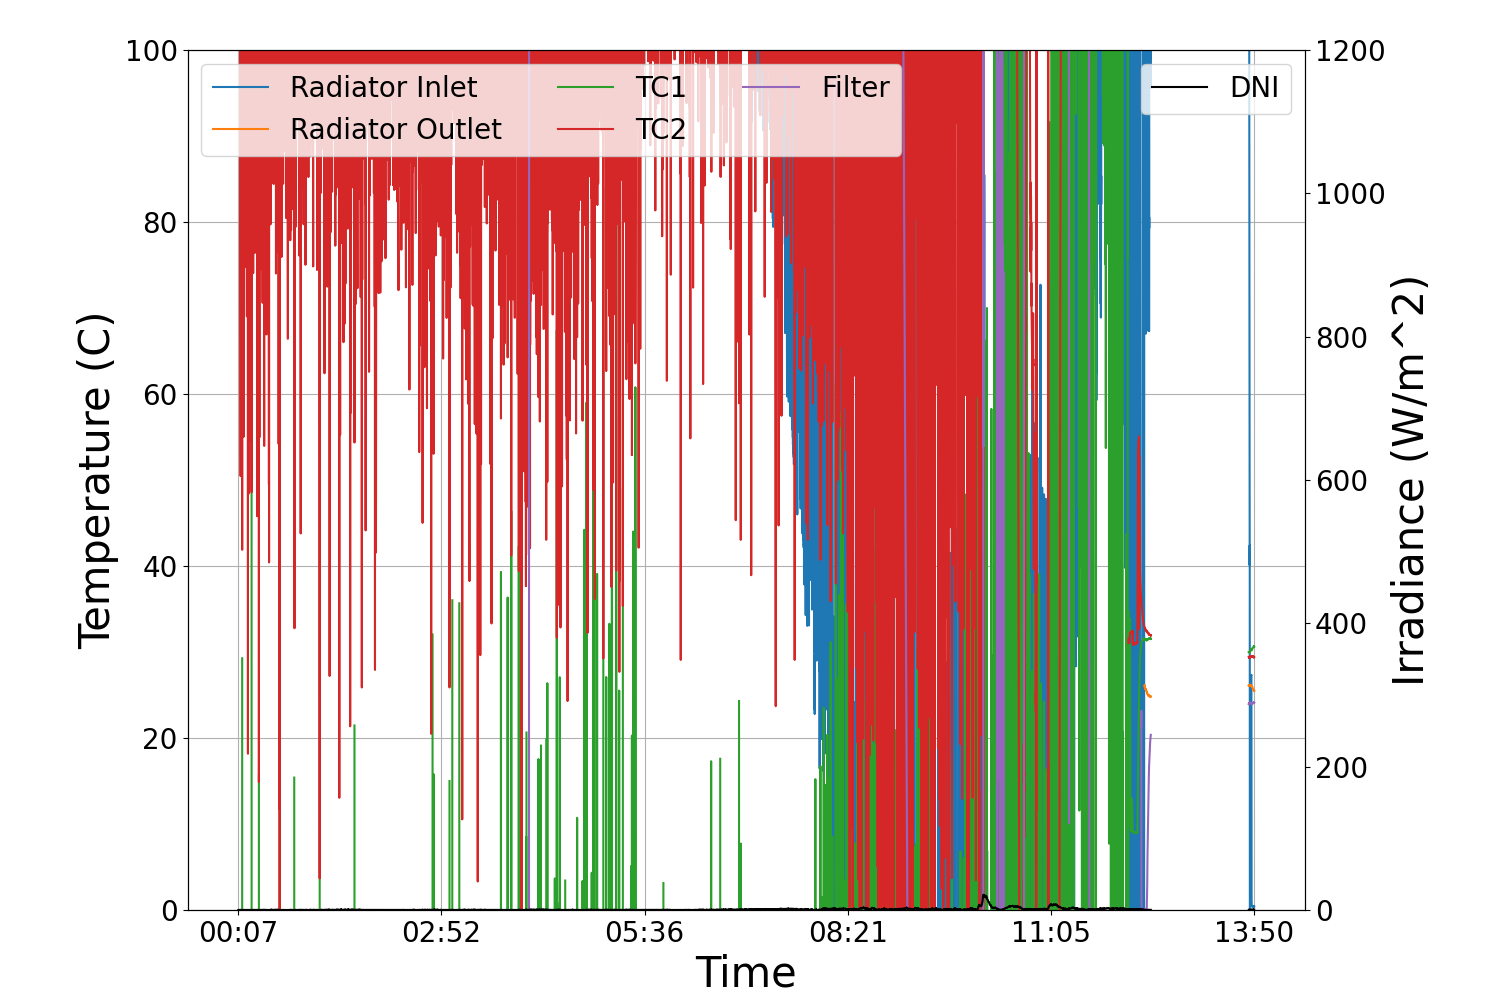 100
80
60
40
20
0
Temperature (C)
Radiator Inlet
Radiator Outlet
TC1
TC2
Filter
DNI
1200
1000
800
600
400
200
0
Irradiance (W/m^2)
00:07 02:52 05:36 08:21 11:05 13:50
Time